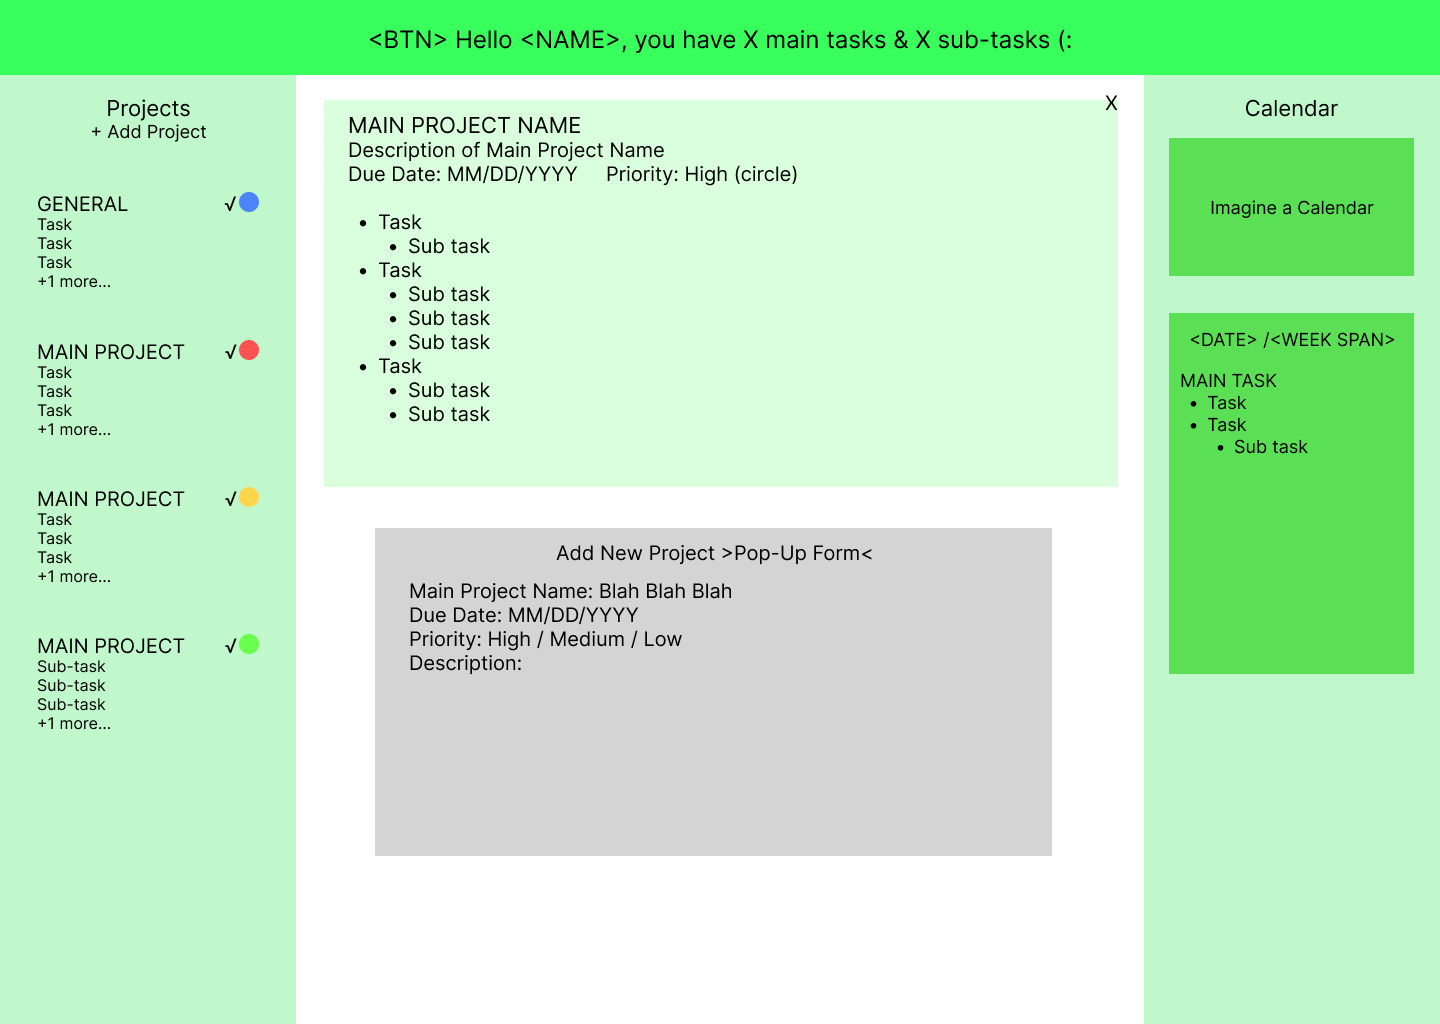 <BTN> Hello <NAME>, you have X main tasks & X sub-tasks (:
Projects
+ Add Project
GENERAL √
Task
Task
Task
+1 more...
MAIN PROJECT √
Task
Task
Task
+1 more...
MAIN PROJECT √
Task
Task
Task
+1 more...
MAIN PROJECT √
Sub-task
Sub-task
Sub-task
+1 more...
X
MAIN PROJECT NAME
Description of Main Project Name
Due Date: MM/DD/YYYY Priority: High (circle)
• Task
• Sub task
• Task
• Sub task
• Sub task
• Sub task
• Task
• Sub task
• Sub task
Add New Project >Pop-Up Form<
Main Project Name: Blah Blah Blah
Due Date: MM/DD/YYYY
Priority: High / Medium / Low
Description:
Calendar
Imagine a Calendar
<DATE> /<WEEK SPAN>
MAIN TASK
• Task
• Task
• Sub task